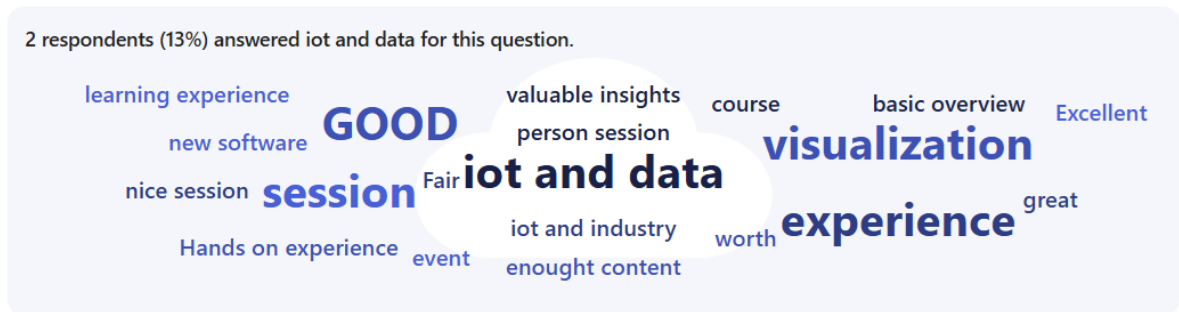 2 respondents (13%) answered iot and data for this question.
learning experience
valuable insights
course
basic overview
Excellent
GOOD
new software
person session
visualization
iot and data
nice session
session
Fair
great
iot and industry
worth
experience
Hands on experience
event
enought content